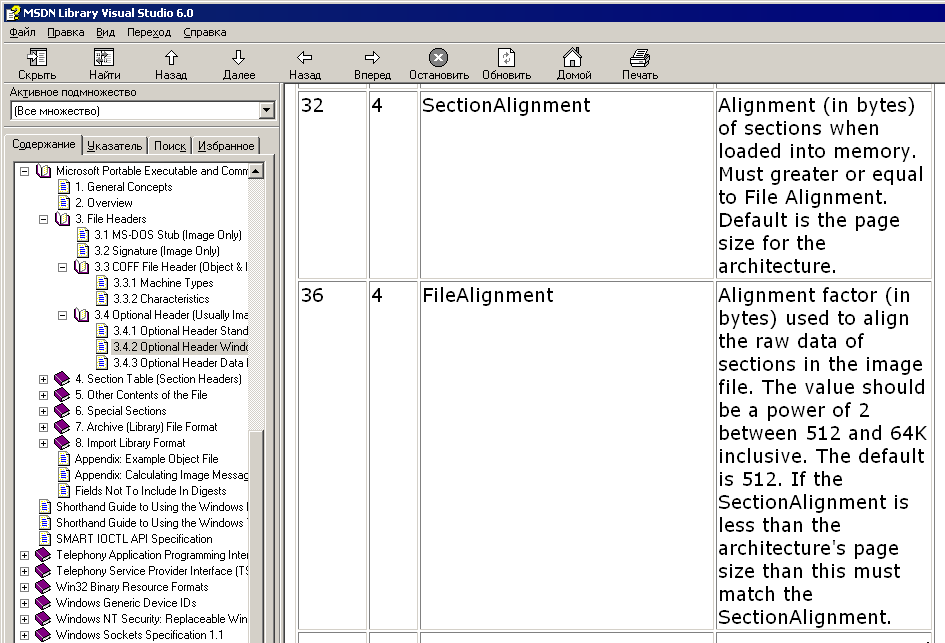 MSDN Library Visual Studio 6.0
Файл Правка Вид Переход Справка
Скрыть Найти Назад Далее Назад Вперед Остановить Обновить Домой Печать
Активное подмножество
(Все множество)
Содержание Указатель Поиск Избранное
Microsoft Portable Executable and Comm
1. General Concepts
2. Overview
3. File Headers
3.1 MS-DOS Stub (Image Only)
3.2 Signature (Image Only)
3.3 COFF File Header (Object & I
3.3.1 Machine Types
3.3.2 Characteristics
3.4 Optional Header (Usually Ima
3.4.1 Optional Header Stand
3.4.2 Optional Header Windo
3.4.3 Optional Header Data
4. Section Table (Section Headers)
5. Other Contents of the File
6. Special Sections
7. Archive (Library) File Format
8. Import Library Format
Appendix: Example Object File
Appendix: Calculating Image Messag
Fields Not To Include In Digests
Shorthand Guide to Using the Windows
Shorthand Guide to Using the Windows
SMART IOCTL API Specification
Telephony Application Programming Inter
Telephony Service Provider Interface (TS
Win32 Binary Resource Formats
Windows Generic Device IDs
Windows NT Security: Replaceable Win
Windows Sockets Specification 1.1
32 4 SectionAlignment Alignment (in bytes)
of sections when
loaded into memory.
Must greater or equal
to File Alignment.
Default is the page
size for the
architecture.
36 4 FileAlignment Alignment factor (in
bytes) used to align
the raw data of
sections in the image
file. The value should
be a power of 2
between 512 and 64K
inclusive. The default
is 512. If the
SectionAlignment is
less than the
architecture's page
size than this must
match the
SectionAlignment.